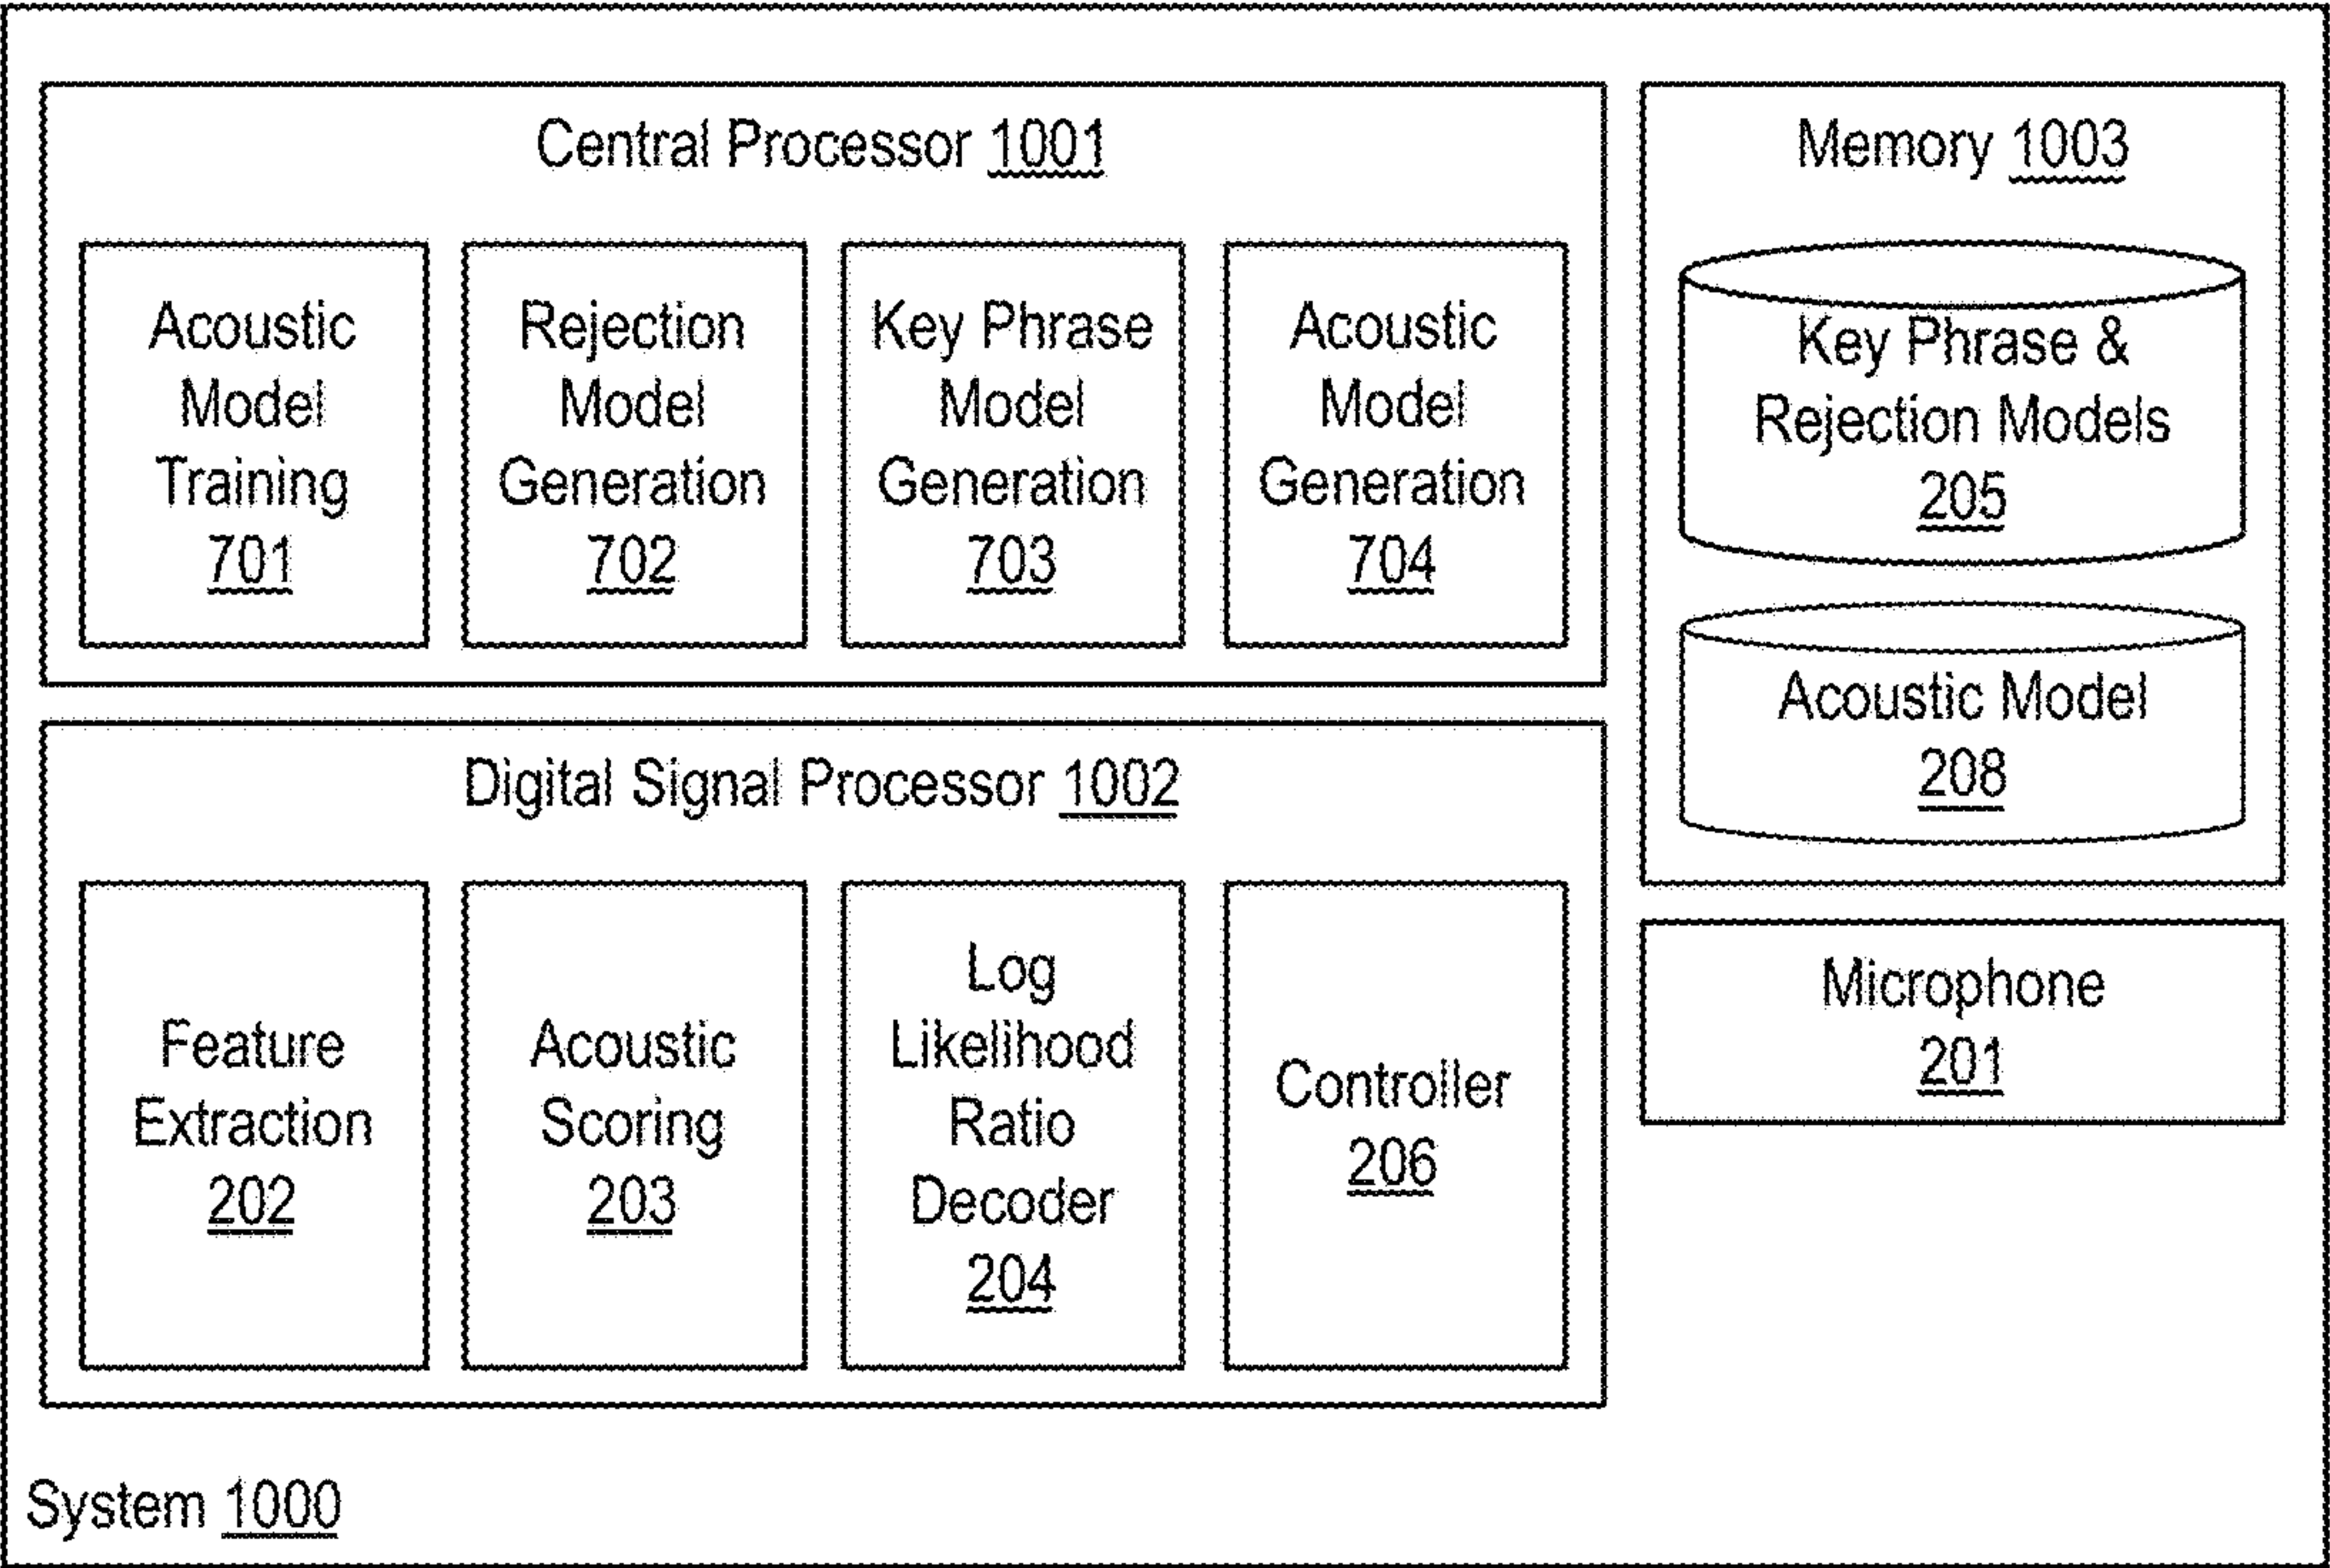 Central Processor 1001
Acoustic
Model
Training
701
Rejection
Model
Generation
702
Key Phrase
Model
Generation
703
Acoustic
Model
Generation
704
Memory 1003
Key Phrase &
Rejection Models
205
Acoustic Model
208
Digital Signal Processor 1002
Feature
Extraction
202
Acoustic
Scoring
203
Log
Likelihood
Ratio
Decoder
204
Controller
206
Microphone
201
System 1000